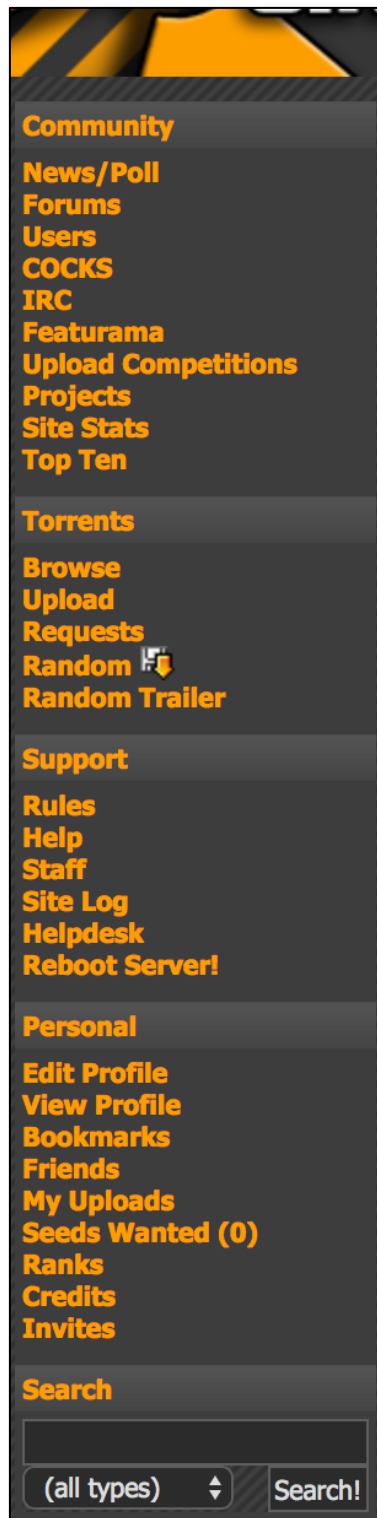 Community
News/Poll
Forums
Users
COCKS
IRC
Featurama
Upload Competitions
Projects
Site Stats
Top Ten
Torrents
Browse
Upload
Requests
Random
Random Trailer
Support
Rules
Help
Staff
Site Log
Helpdesk
Reboot Server!
Personal
Edit Profile
View Profile
Bookmarks
Friends
My Uploads
Seeds Wanted (0)
Ranks
Credits
Invites
Search
(all types) Search!